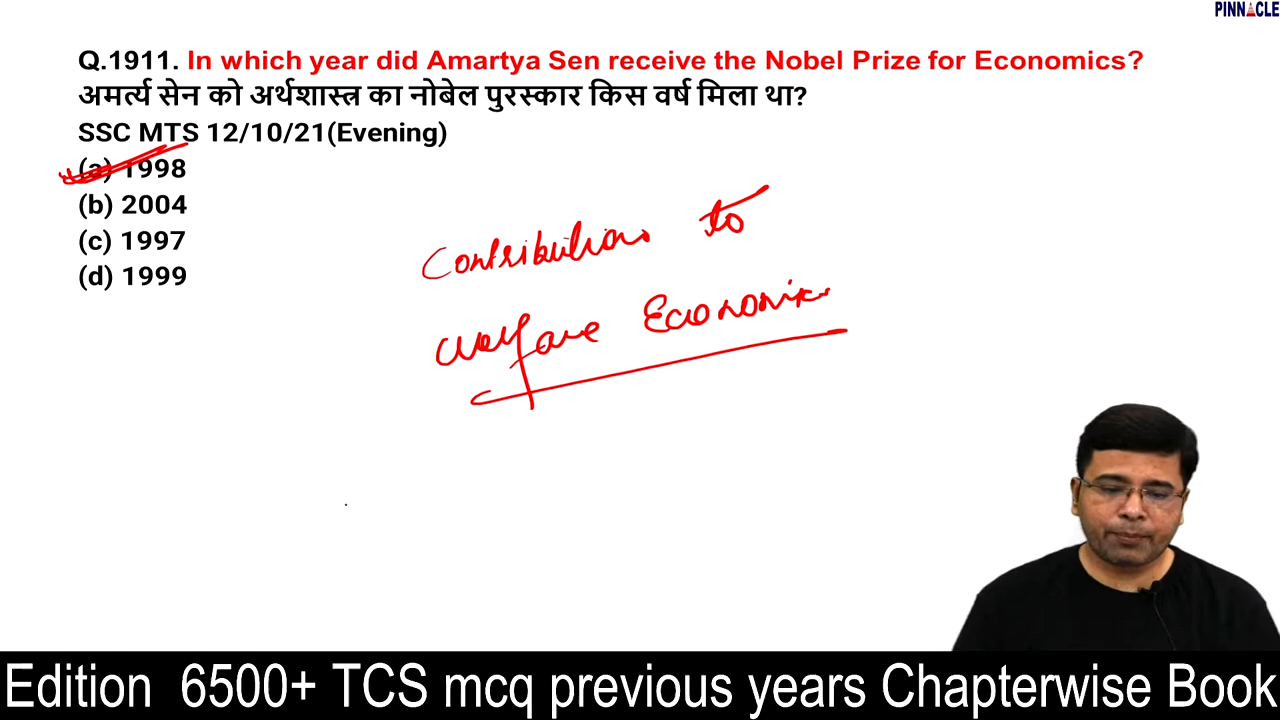 PINNACLE
Q.1911. In which year did Amartya Sen receive the Nobel Prize for Economics?
अमर्त्य सेन को अर्थशास्त्र का नोबेल पुरस्कार किस वर्ष मिला था?
SSC MTS 12/10/21(Evening)
(a) 1998
(b) 2004
(c) 1997
(d) 1999
Contributions to
welfare Economics
Edition 6500+ TCS mcq previous years Chapterwise Book